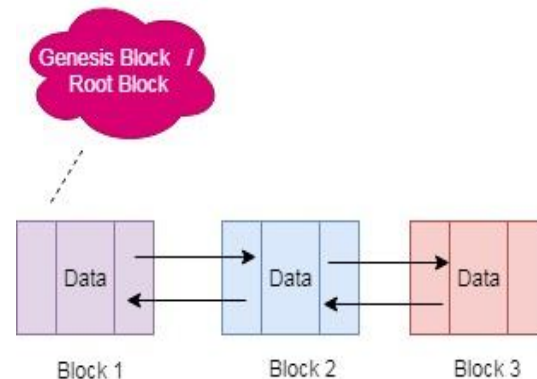 Genesis Block /
Root Block
Data
Data
Data
Block 1
Block 2
Block 3